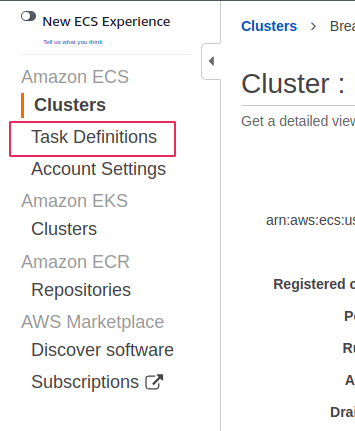 New ECS Experience
Tell us what you think
Amazon ECS
Clusters
Task Definitions
Account Settings
Amazon EKS
Clusters
Amazon ECR
Repositories
AWS Marketplace
Discover software
Subscriptions
Clusters > Brea
Cluster :
Get a detailed view
arn:aws:ecs:us
Registered c
Pe
Ru
A
Drai